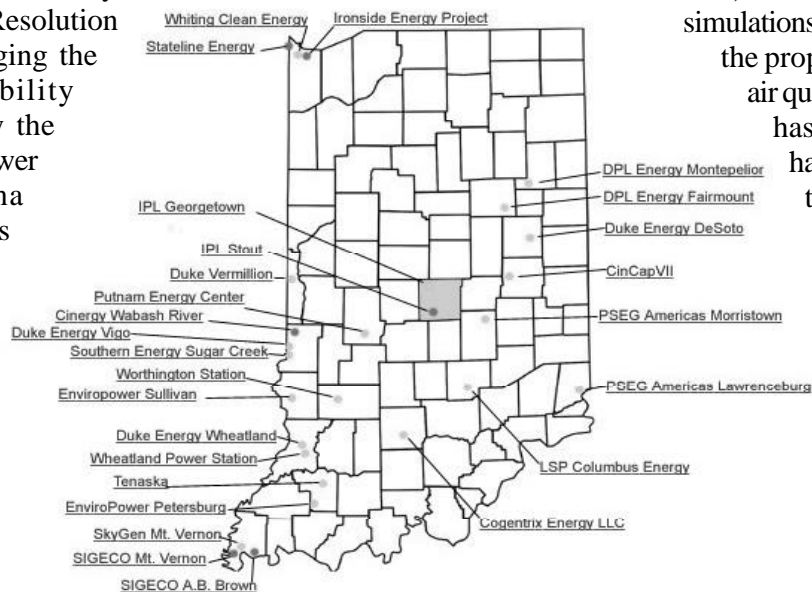 Resolution
ging the
bility
y the
wer
na
s
simulations
the prop
air qu
has
ha
t
Whiting Clean Energy
Ironside Energy Project
Stateline Energy
DPL Energy Montepelior
IPL Georgetown
DPL Energy Fairmount
IPL Stout
Duke Energy DeSoto
Duke Vermillion
CinCapVII
Putnam Energy Center
Cinergy Wabash River
PSEG Americas Morristown
Duke Energy Vigo
Southern Energy Sugar Creek
Worthington Station
PSEG Americas Lawrenceburg
Enviropower Sullivan
Duke Energy Wheatland
Wheatland Power Station
LSP Columbus Energy
Tenaska
EnviroPower Petersburg
Cogentrix Energy LLC
SkyGen Mt. Vernon
SIGECO Mt. Vernon
SIGECO A.B. Brown